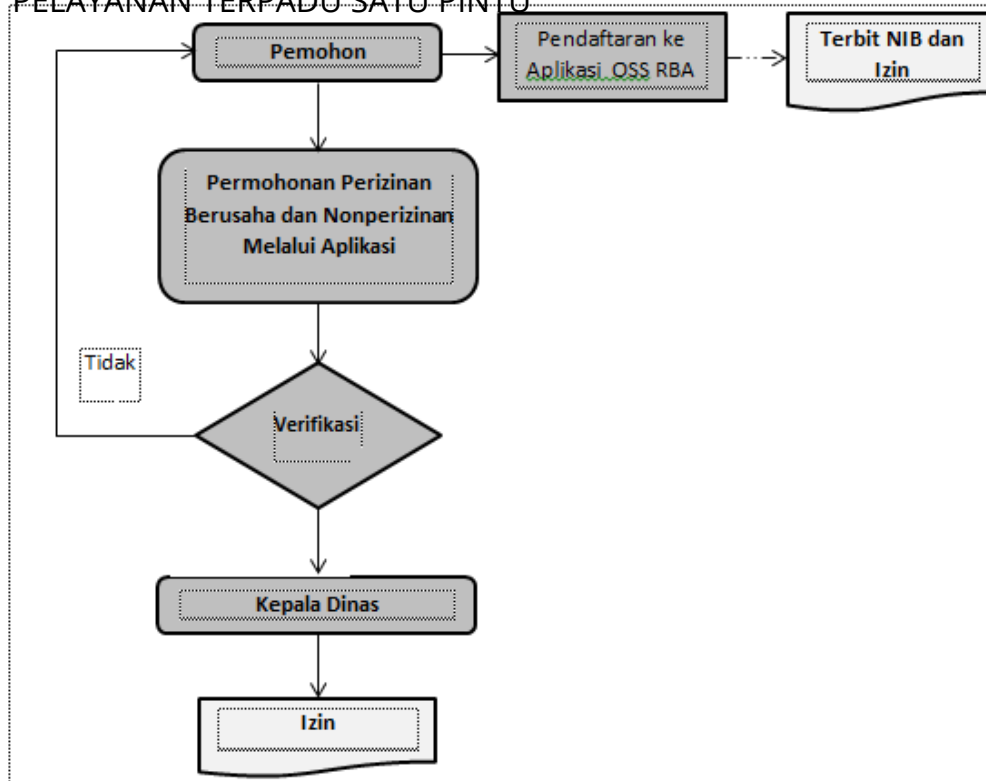 PELAYANAN TERPADU SATU PINTU
Pemohon
Pendaftaran ke
Aplikasi OSS RBA
Terbit NIB dan
Izin
Permohonan Perizinan
Berusaha dan Nonperizinan
Melalui Aplikasi
Tidak
Verifikasi
Kepala Dinas
Izin